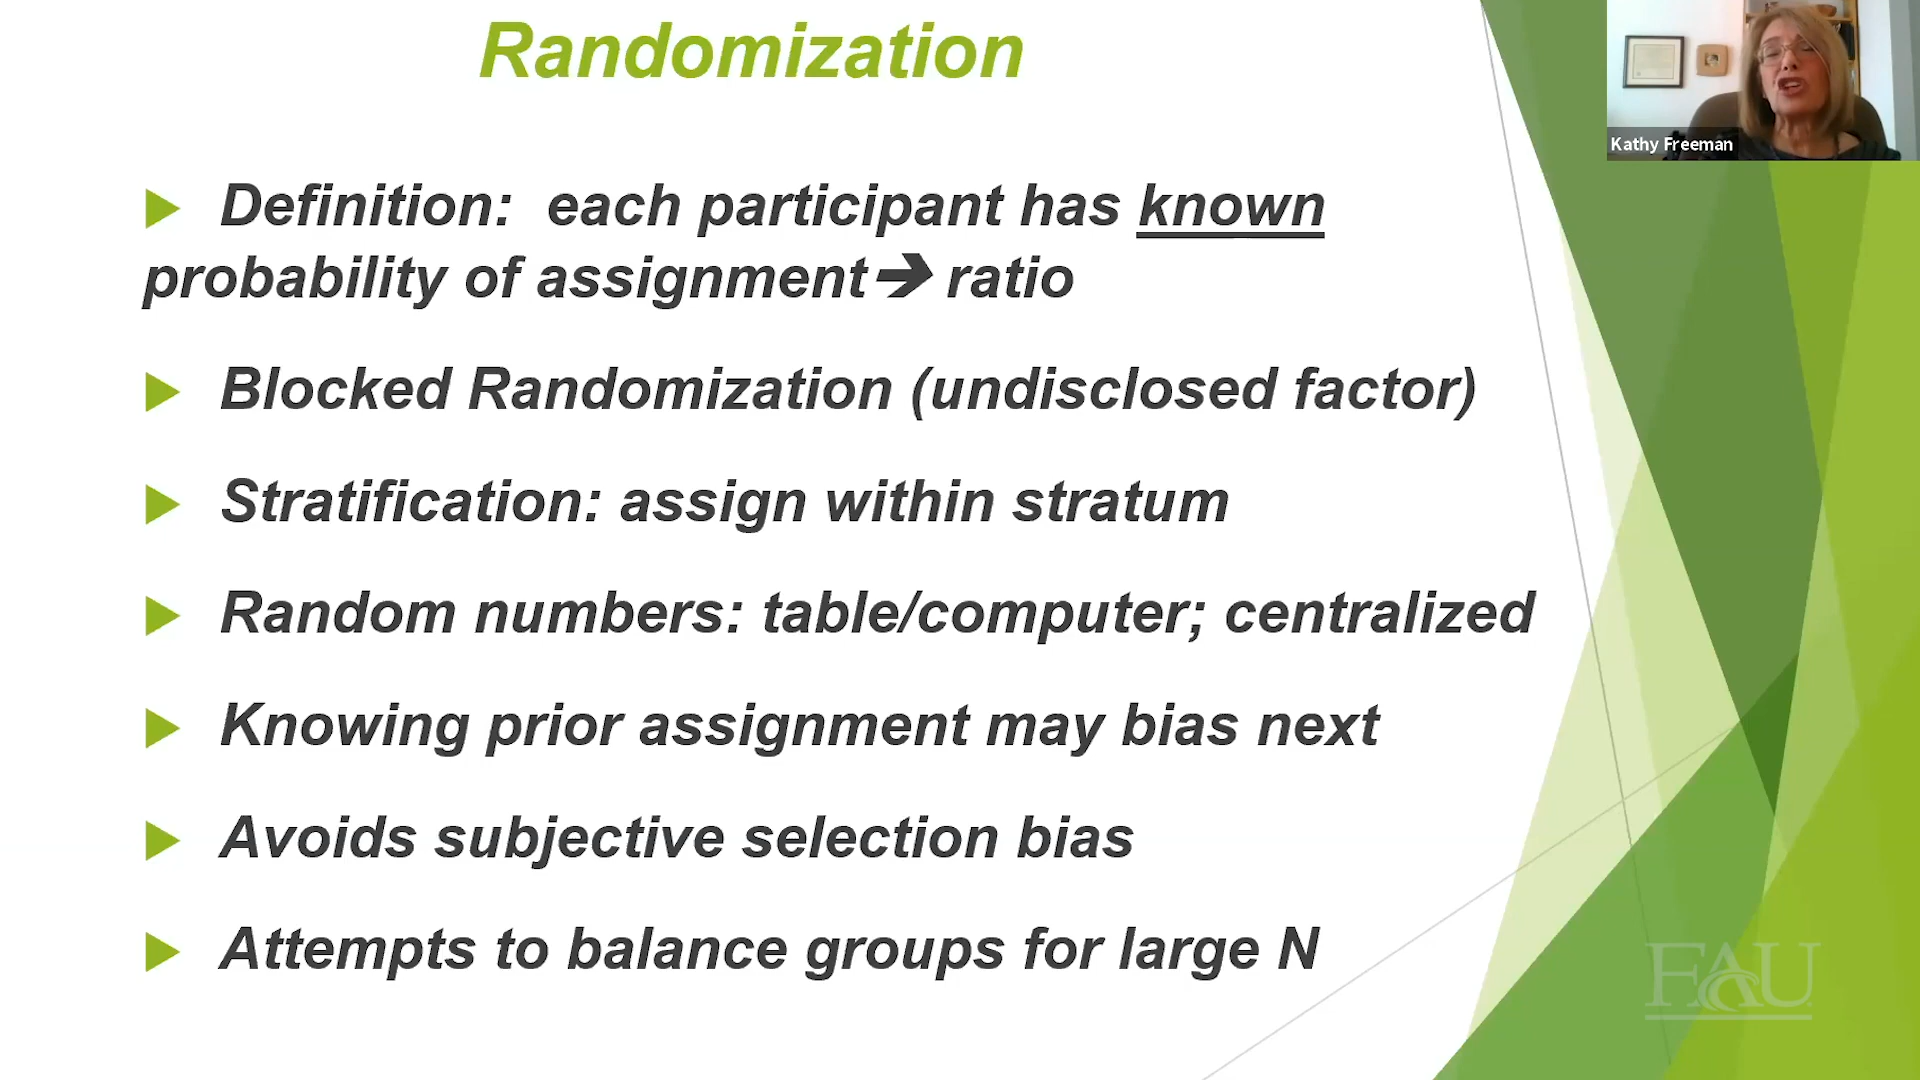 Randomization
Kathy Freeman
Definition: each participant has known
probability of assignment➔ ratio
Blocked Randomization (undisclosed factor)
Stratification: assign within stratum
Random numbers: table/computer; centralized
Knowing prior assignment may bias next
Avoids subjective selection bias
Attempts to balance groups for large N
FAU